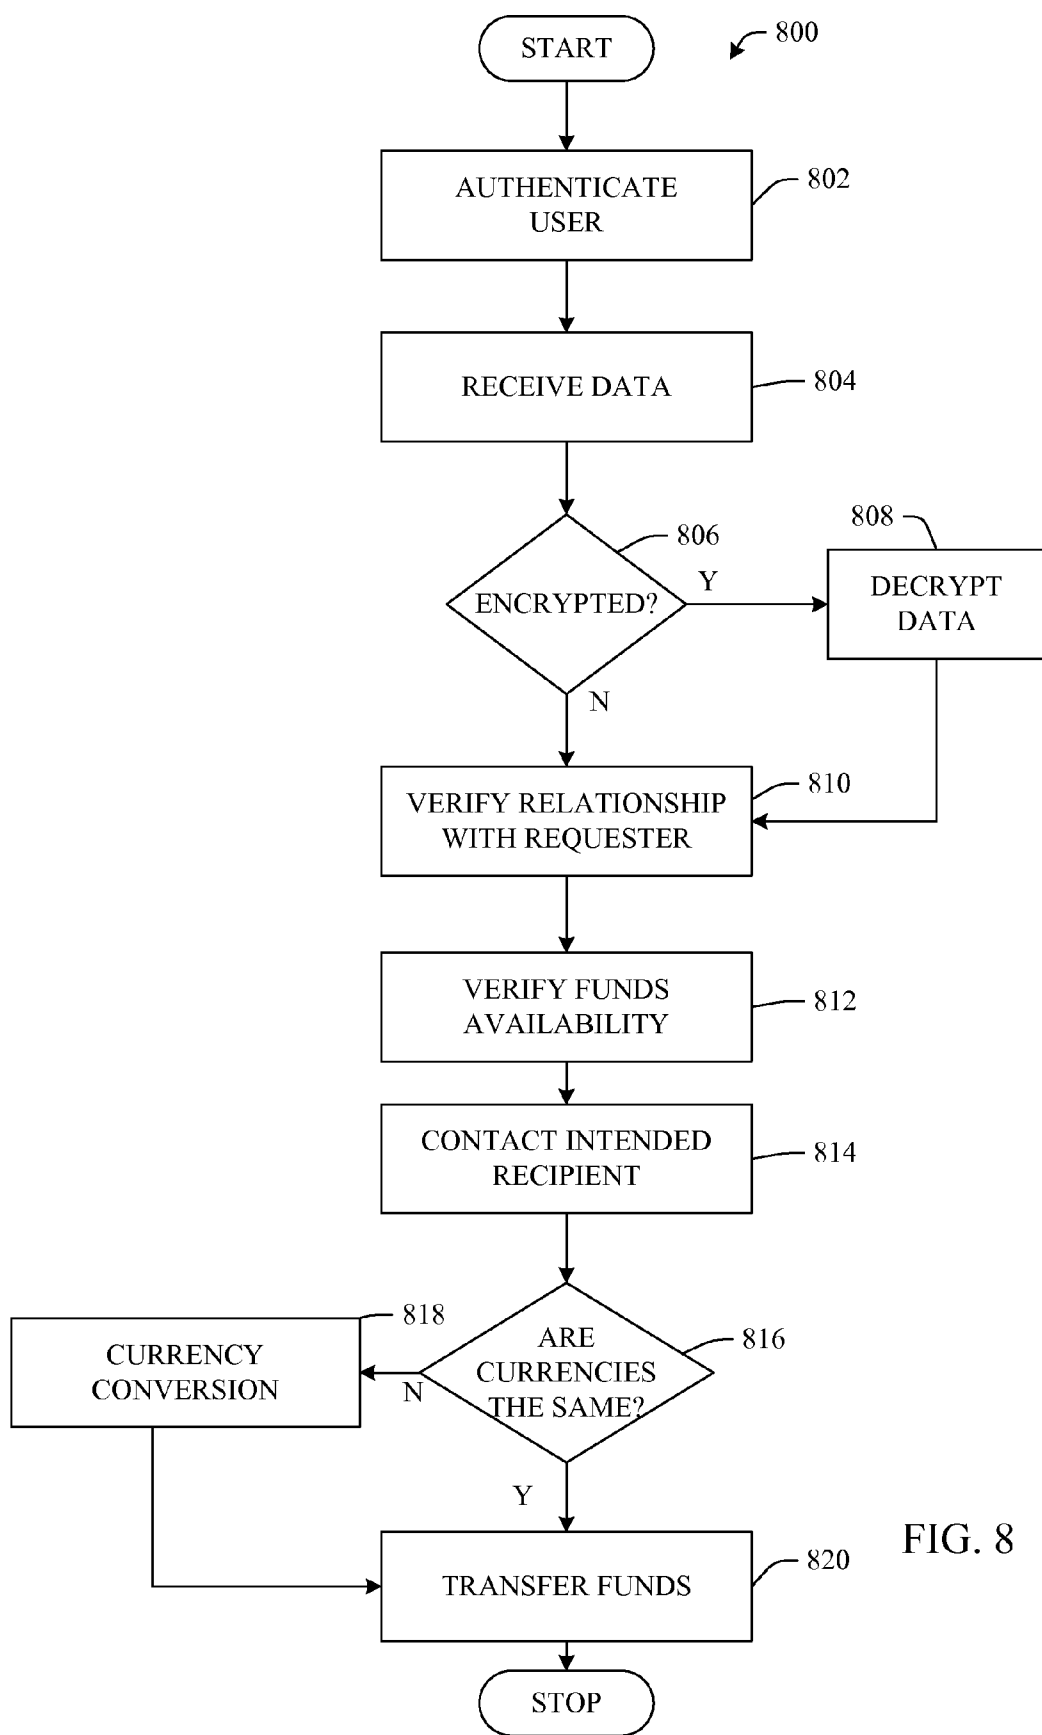 START
800
AUTHENTICATE
USER
802
RECEIVE DATA
804
ENCRYPTED?
806
Y
N
808
DECRYPT
DATA
VERIFY RELATIONSHIP
WITH REQUESTER
810
VERIFY FUNDS
AVAILABILITY
812
CONTACT INTENDED
RECIPIENT
814
ARE
CURRENCIES
THE SAME?
816
N
Y
818
CURRENCY
CONVERSION
TRANSFER FUNDS
820
FIG. 8
STOP